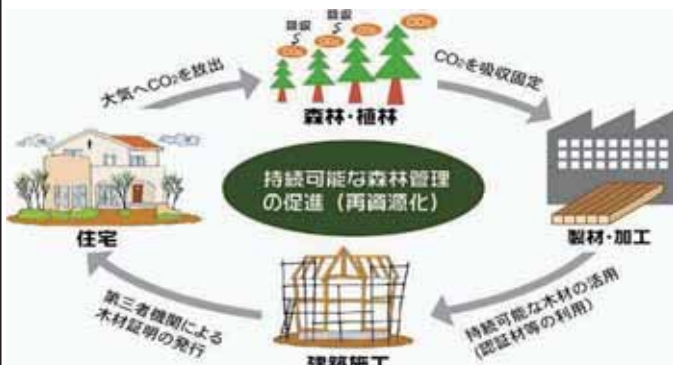 吸収
吸収
CO₂
CO₂
CO₂
CO₂
大気へCO₂を放出
CO₂を吸収固定
森林・植林
持続可能な森林管理
の促進（再資源化）
住宅
製材・加工
第三者機関による
木材証明の発行
持続可能な木材の活用
(認証材等の利用)
建築施工